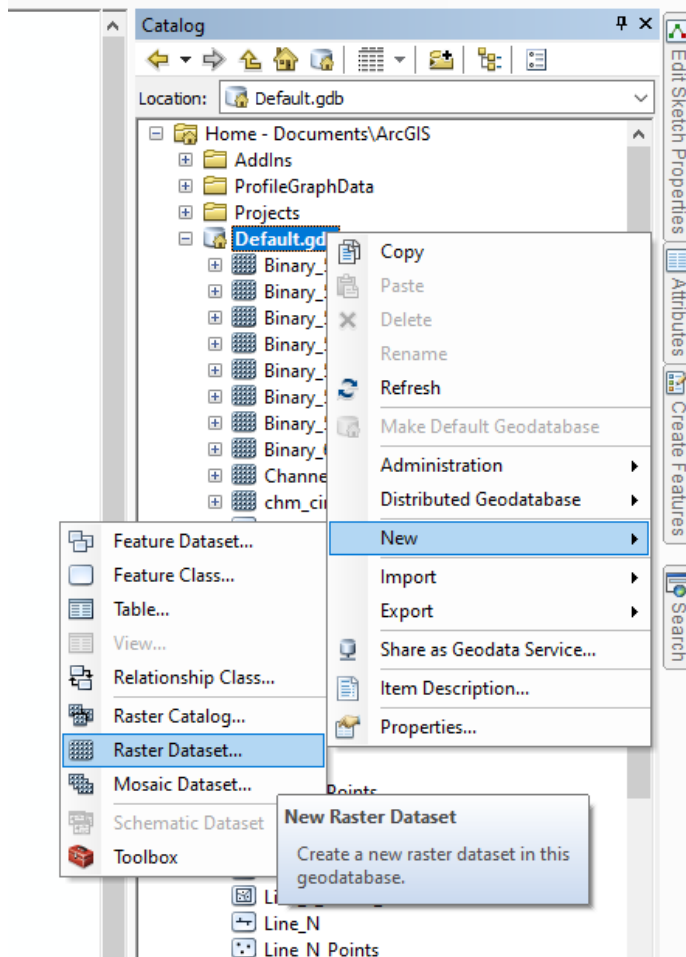 Catalog
Location: Default.gdb
Home - Documents\ArcGIS
AddIns
ProfileGraphData
Projects
Default.gd
Binary_
Binary_
Binary_
Binary_
Binary_
Binary_
Binary_
Binary_
Channe
chm_ci
Copy
Paste
Delete
Rename
Refresh
Make Default Geodatabase
Administration
Distributed Geodatabase
New
Import
Export
Share as Geodata Service...
Item Description...
Properties...
Feature Dataset...
Feature Class...
Table...
View...
Relationship Class...
Raster Catalog...
Raster Dataset...
Mosaic Dataset...
Schematic Dataset
Toolbox
New Raster Dataset
Create a new raster dataset in this
geodatabase.
Points
Line_N
Line_N_Points
Edit Sketch Properties
Attributes
Create Features
Search